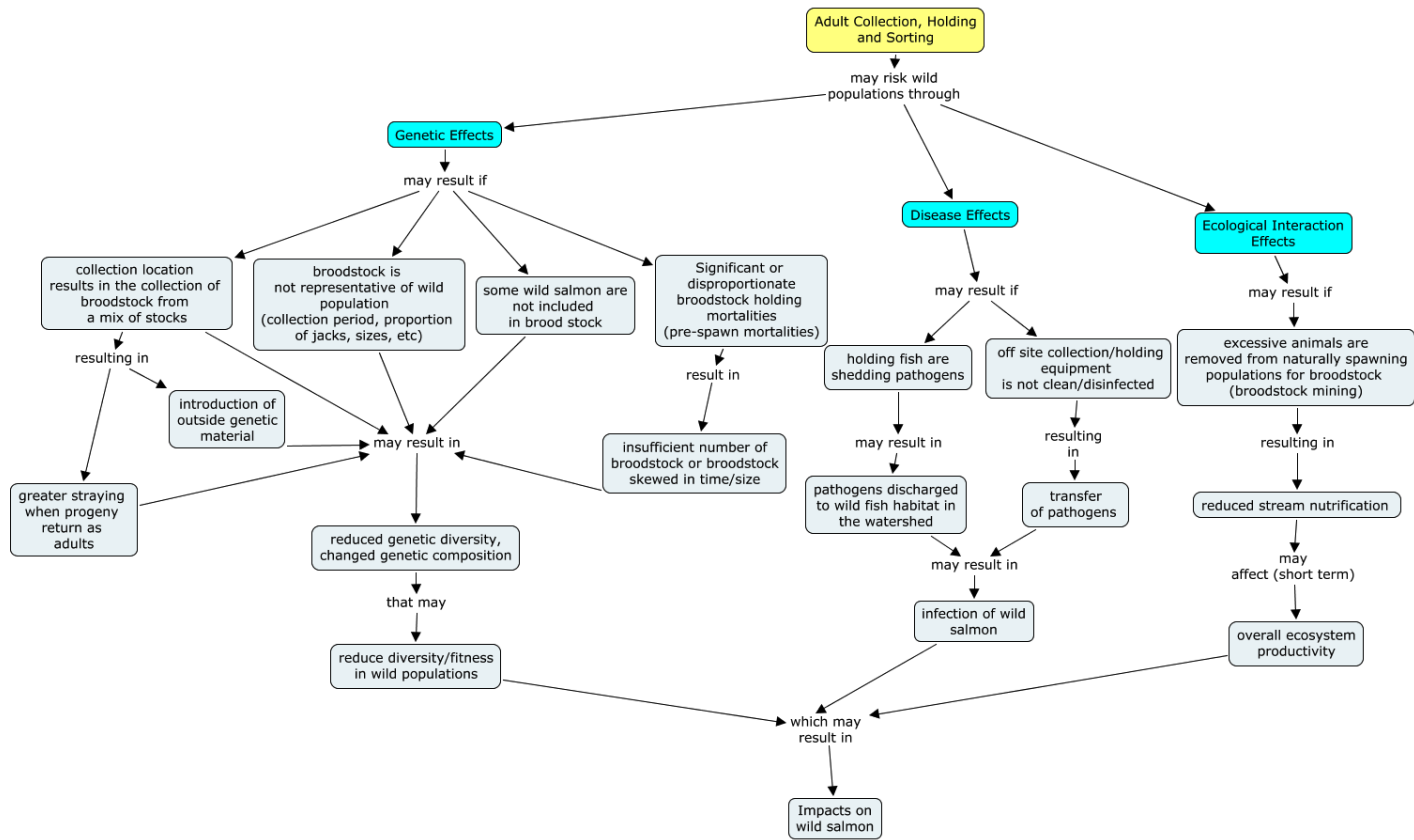 Adult Collection, Holding
and Sorting
may risk wild
populations through
Genetic Effects
may result if
collection location
results in the collection of
broodstock from
a mix of stocks
broodstock is
not representative of wild
population
(collection period, proportion
of jacks, sizes, etc)
some wild salmon are
not included
in brood stock
Significant or
disproportionate
broodstock holding
mortalities
(pre-spawn mortalities)
resulting in
introduction of
outside genetic
material
greater straying
when progeny
return as
adults
result in
insufficient number of
broodstock or broodstock
skewed in time/size
may result in
reduced genetic diversity,
changed genetic composition
that may
reduce diversity/fitness
in wild populations
Disease Effects
may result if
holding fish are
shedding pathogens
off site collection/holding
equipment
is not clean/disinfected
may result in
resulting
in
pathogens discharged
to wild fish habitat in
the watershed
transfer
of pathogens
may result in
infection of wild
salmon
Ecological Interaction
Effects
may result if
excessive animals are
removed from naturally spawning
populations for broodstock
(broodstock mining)
resulting in
reduced stream nutrification
may
affect (short term)
overall ecosystem
productivity
which may
result in
Impacts on
wild salmon